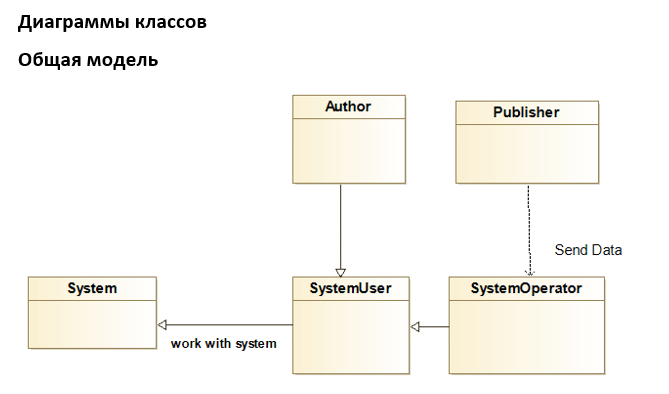 Диаграммы классов
Общая модель
Author
Publisher
Send Data
System
SystemUser
SystemOperator
work with system